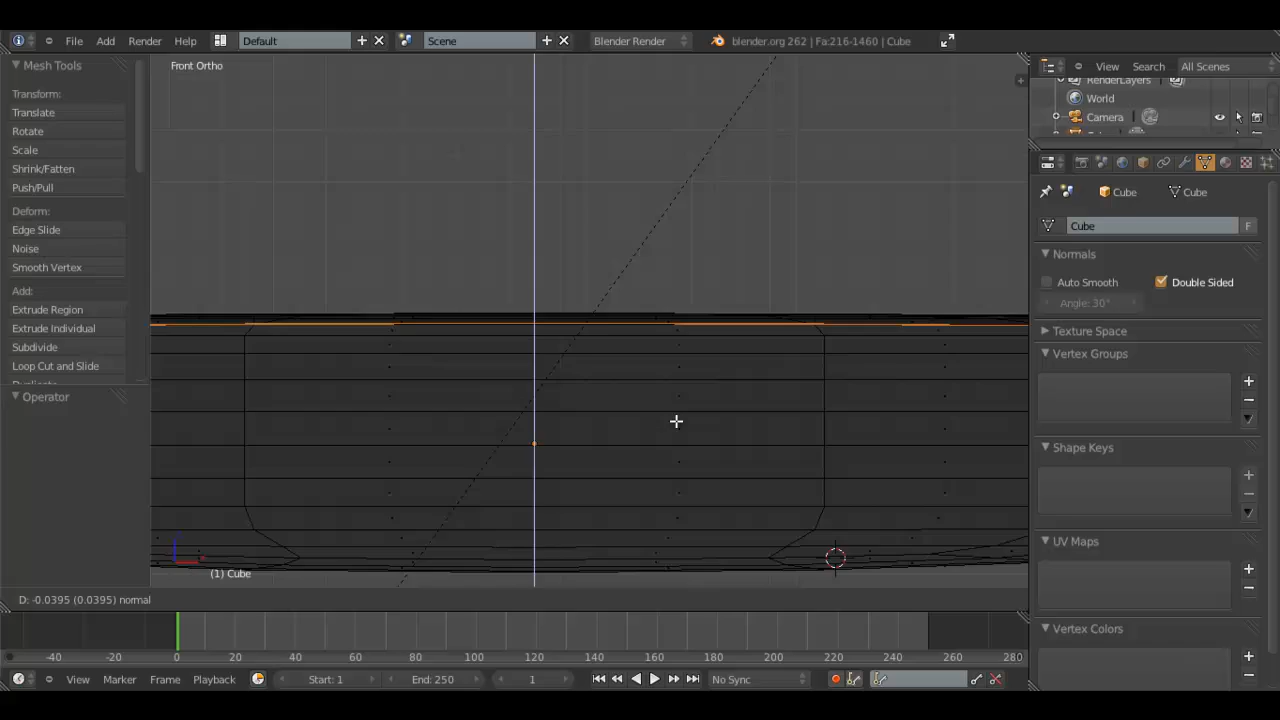 File Add Render Help Default Scene Blender Render blender.org 262 | Fa:216-1460 | Cube
Mesh Tools
Transform:
Translate
Rotate
Scale
Shrink/Fatten
Push/Pull
Deform:
Edge Slide
Noise
Smooth Vertex
Add:
Extrude Region
Extrude Individual
Subdivide
Loop Cut and Slide
Duplicate
Operator
Front Ortho
(1) Cube
D: -0.0395 (0.0395) normal
View Search All Scenes
RenderLayers
World
Camera
Cube Cube
Cube F
Normals
Auto Smooth Double Sided
Angle: 30°
Texture Space
Vertex Groups
Shape Keys
UV Maps
Vertex Colors
-40 -20 0 20 40 60 80 100 120 140 160 180 200 220 240 260 280
View Marker Frame Playback Start: 1 End: 250 1 No Sync